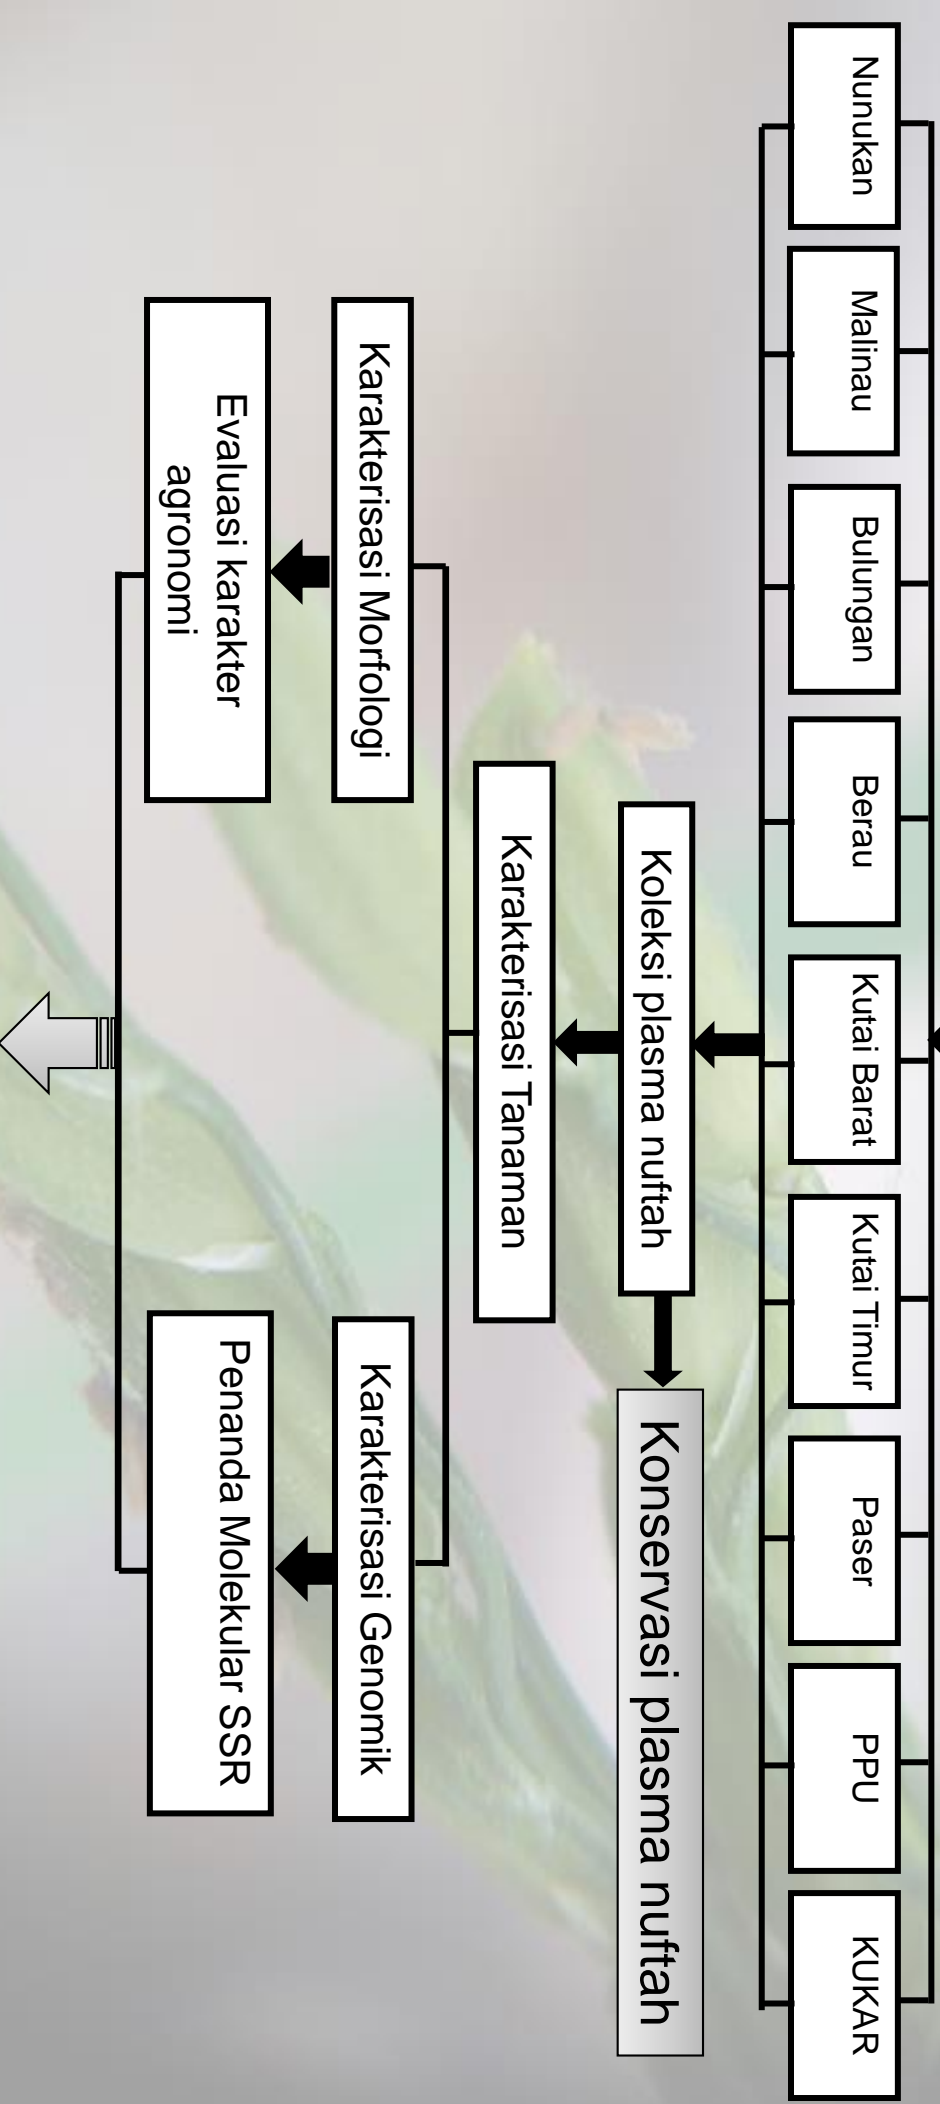 Nunukan
Malinau
Bulungan
Berau
Kutai Barat
Kutai Timur
Paser
PPU
KUKAR
Koleksi plasma nuftah
Konservasi plasma nuftah
Karakterisasi Tanaman
Karakterisasi Morfologi
Karakterisasi Genomik
Evaluasi karakter
agronomi
Penanda Molekular SSR